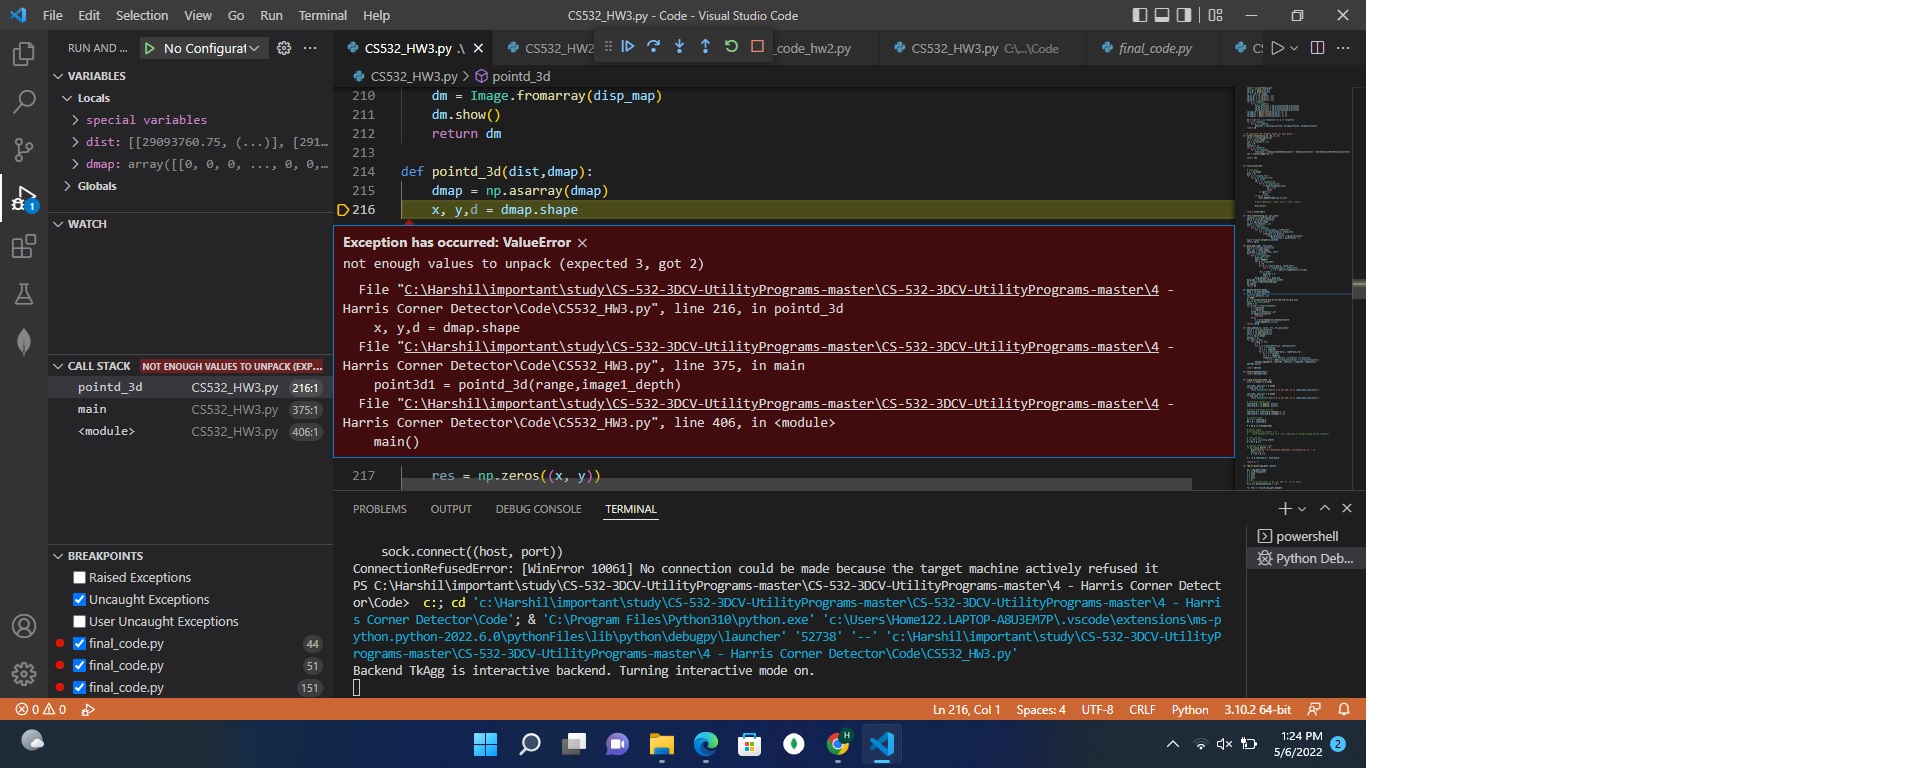 File Edit Selection View Go Run Terminal Help CS532_HW3.py - Code - Visual Studio Code
RUN AND ... No Configurat
CS532_HW3.py .\ CS532_HW2 _code_hw2.py CS532_HW3.py C:\...\Code final_code.py
CS532_HW3.py > pointd_3d
VARIABLES
Locals
special variables
dist: [[29093760.75, (...)], [291...
dmap: array([[0, 0, 0, ..., 0, 0,...
Globals
WATCH
CALL STACK NOT ENOUGH VALUES TO UNPACK (EXP...
pointd_3d CS532_HW3.py 216:1
main CS532_HW3.py 375:1
<module> CS532_HW3.py 406:1
BREAKPOINTS
Raised Exceptions
Uncaught Exceptions
User Uncaught Exceptions
final_code.py 44
final_code.py 51
final_code.py 151
1
210 dm = Image.fromarray(disp_map)
211 dm.show()
212 return dm
213
214 def pointd_3d(dist,dmap):
215 dmap = np.asarray(dmap)
216 x, y,d = dmap.shape
Exception has occurred: ValueError
not enough values to unpack (expected 3, got 2)
File "C:\Harshil\important\study\CS-532-3DCV-UtilityPrograms-master\CS-532-3DCV-UtilityPrograms-master\4 -
Harris Corner Detector\Code\CS532_HW3.py", line 216, in pointd_3d
x, y,d = dmap.shape
File "C:\Harshil\important\study\CS-532-3DCV-UtilityPrograms-master\CS-532-3DCV-UtilityPrograms-master\4 -
Harris Corner Detector\Code\CS532_HW3.py", line 375, in main
point3d1 = pointd_3d(range,image1_depth)
File "C:\Harshil\important\study\CS-532-3DCV-UtilityPrograms-master\CS-532-3DCV-UtilityPrograms-master\4 -
Harris Corner Detector\Code\CS532_HW3.py", line 406, in <module>
main()
217 res = np.zeros((x, y))
PROBLEMS OUTPUT DEBUG CONSOLE TERMINAL
sock.connect((host, port))
ConnectionRefusedError: [WinError 10061] No connection could be made because the target machine actively refused it
PS C:\Harshil\important\study\CS-532-3DCV-UtilityPrograms-master\CS-532-3DCV-UtilityPrograms-master\4 - Harris Corner Detect
or\Code> c:; cd 'c:\Harshil\important\study\CS-532-3DCV-UtilityPrograms-master\CS-532-3DCV-UtilityPrograms-master\4 - Harri
s Corner Detector\Code'; & 'C:\Program Files\Python310\python.exe' 'c:\Users\Home122.LAPTOP-A8U3EM7P\.vscode\extensions\ms-p
ython.python-2022.6.0\pythonFiles\lib\python\debugpy\launcher' '52738' '--' 'c:\Harshil\important\study\CS-532-3DCV-UtilityP
rograms-master\CS-532-3DCV-UtilityPrograms-master\4 - Harris Corner Detector\Code\CS532_HW3.py'
Backend TkAgg is interactive backend. Turning interactive mode on.
powershell
Python Deb...
0 0 Ln 216, Col 1 Spaces: 4 UTF-8 CRLF Python 3.10.2 64-bit
1:24 PM
5/6/2022 2